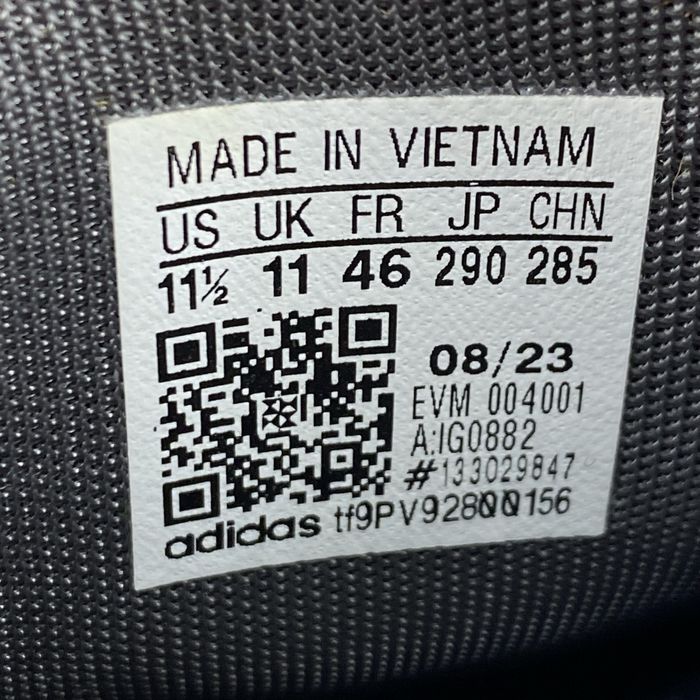 MADE IN VIETNAM
US UK FR JP CHN
11½ 11 46 290 285
08/23
EVM 004001
A:IG0882
#133029847
adidas tf9PV92800156